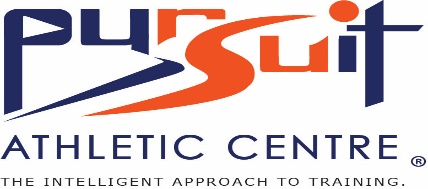 pursuit
ATHLETIC CENTRE ®
THE INTELLIGENT APPROACH TO TRAINING.